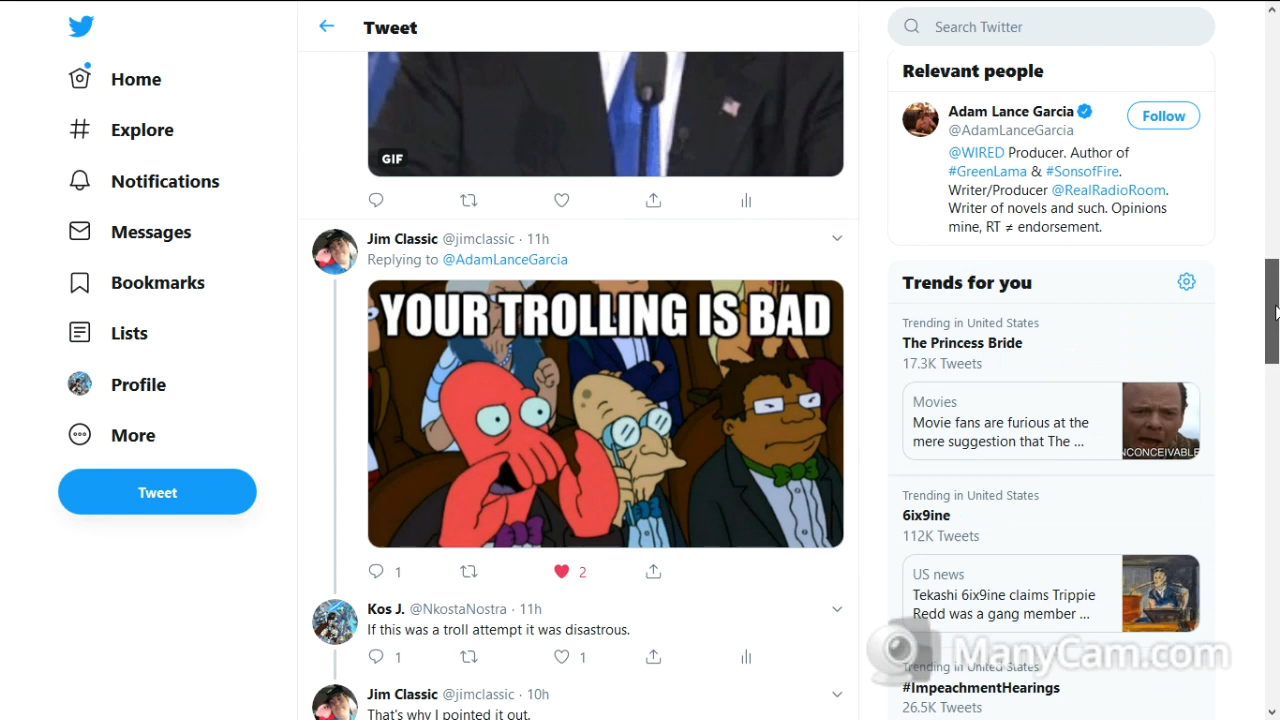 Home
Explore
Notifications
Messages
Bookmarks
Lists
Profile
More
Tweet
Tweet
GIF
Jim Classic @jimclassic · 11h
Replying to @AdamLanceGarcia
YOUR TROLLING IS BAD
1
2
Kos J. @NkostaNostra · 11h
If this was a troll attempt it was disastrous.
1
1
Jim Classic @jimclassic · 10h
That's why I pointed it out.
Search Twitter
Relevant people
Adam Lance Garcia
@AdamLanceGarcia
Follow
@WIRED Producer. Author of
#GreenLama & #SonsofFire.
Writer/Producer @RealRadioRoom.
Writer of novels and such. Opinions
mine, RT ≠ endorsement.
Trends for you
Trending in United States
The Princess Bride
17.3K Tweets
Movies
Movie fans are furious at the
mere suggestion that The ...
NCONCEIVABLE
Trending in United States
6ix9ine
112K Tweets
US news
Tekashi 6ix9ine claims Trippie
Redd was a gang member ...
ManyCam.com
Trending in United States
#ImpeachmentHearings
26.5K Tweets